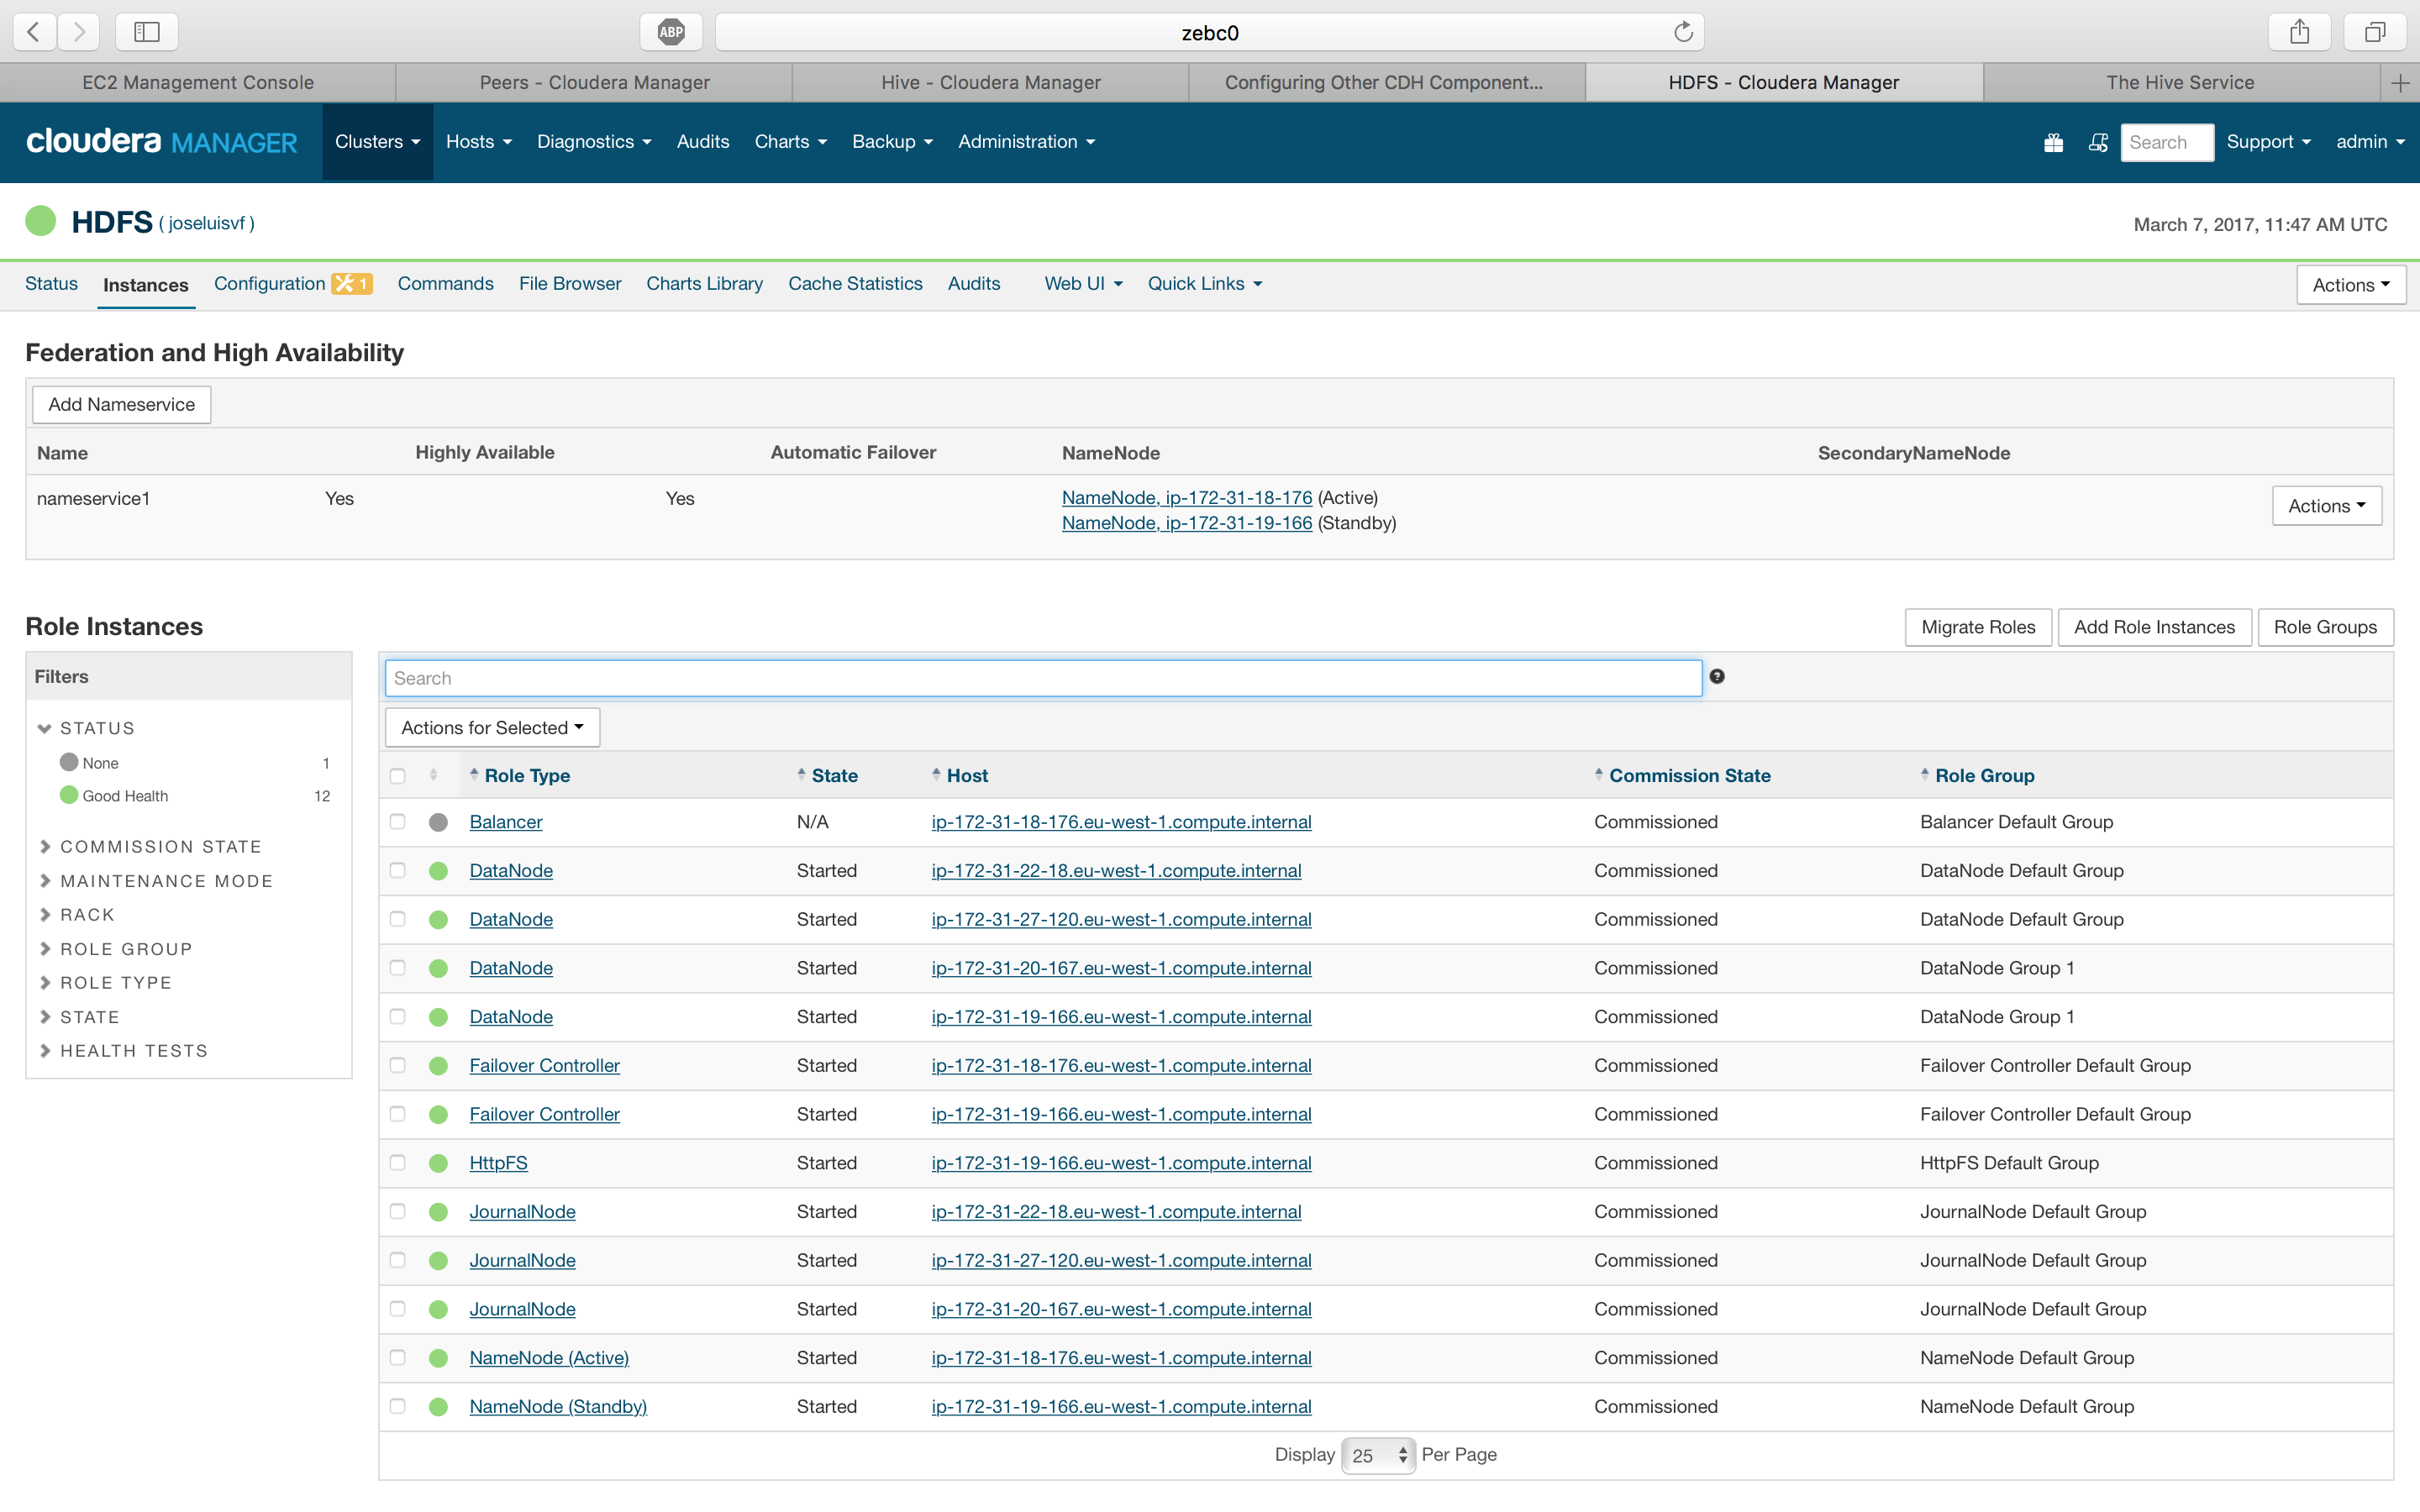 ABP
zebc0
EC2 Management Console
Peers - Cloudera Manager
Hive - Cloudera Manager
Configuring Other CDH Component...
HDFS - Cloudera Manager
The Hive Service
cloudera MANAGER
Clusters
Hosts
Diagnostics
Audits
Charts
Backup
Administration
Search
Support
admin
HDFS ( joseluisvf )
March 7, 2017, 11:47 AM UTC
Status
Instances
Configuration 1
Commands
File Browser
Charts Library
Cache Statistics
Audits
Web UI
Quick Links
Actions
Federation and High Availability
Add Nameservice
Name Highly Available Automatic Failover NameNode SecondaryNameNode
nameservice1 Yes Yes NameNode, ip-172-31-18-176 (Active)
NameNode, ip-172-31-19-166 (Standby)
Actions
Role Instances
Migrate Roles
Add Role Instances
Role Groups
Filters
STATUS
None 1
Good Health 12
COMMISSION STATE
MAINTENANCE MODE
RACK
ROLE GROUP
ROLE TYPE
STATE
HEALTH TESTS
Search
?
Actions for Selected
Role Type State Host Commission State Role Group
Balancer N/A ip-172-31-18-176.eu-west-1.compute.internal Commissioned Balancer Default Group
DataNode Started ip-172-31-22-18.eu-west-1.compute.internal Commissioned DataNode Default Group
DataNode Started ip-172-31-27-120.eu-west-1.compute.internal Commissioned DataNode Default Group
DataNode Started ip-172-31-20-167.eu-west-1.compute.internal Commissioned DataNode Group 1
DataNode Started ip-172-31-19-166.eu-west-1.compute.internal Commissioned DataNode Group 1
Failover Controller Started ip-172-31-18-176.eu-west-1.compute.internal Commissioned Failover Controller Default Group
Failover Controller Started ip-172-31-19-166.eu-west-1.compute.internal Commissioned Failover Controller Default Group
HttpFS Started ip-172-31-19-166.eu-west-1.compute.internal Commissioned HttpFS Default Group
JournalNode Started ip-172-31-22-18.eu-west-1.compute.internal Commissioned JournalNode Default Group
JournalNode Started ip-172-31-27-120.eu-west-1.compute.internal Commissioned JournalNode Default Group
JournalNode Started ip-172-31-20-167.eu-west-1.compute.internal Commissioned JournalNode Default Group
NameNode (Active) Started ip-172-31-18-176.eu-west-1.compute.internal Commissioned NameNode Default Group
NameNode (Standby) Started ip-172-31-19-166.eu-west-1.compute.internal Commissioned NameNode Default Group
Display 25 Per Page